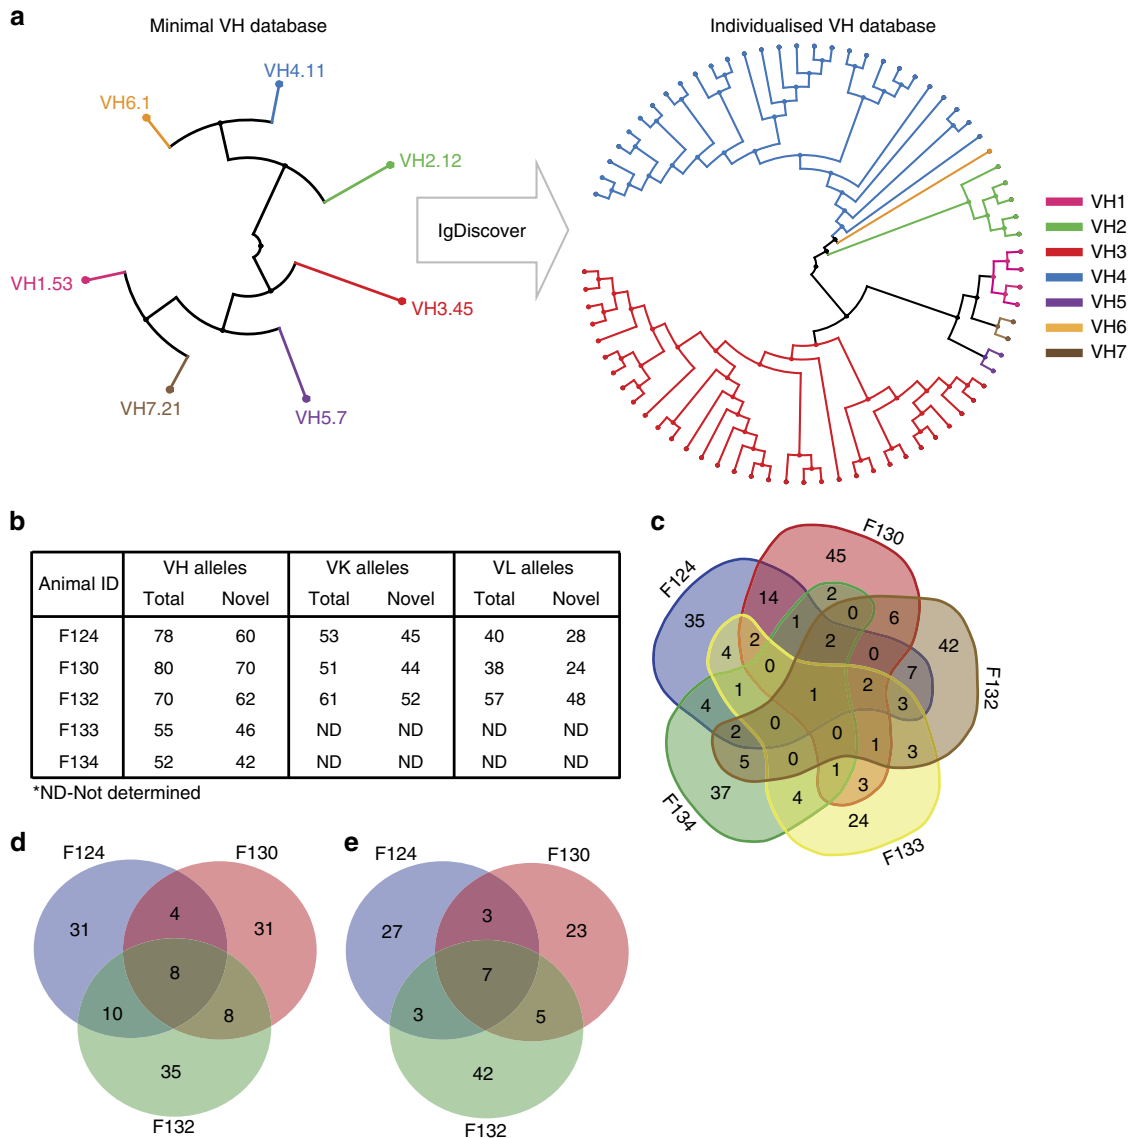 a
Minimal VH database
Individualised VH database
VH4.11
VH6.1
VH2.12
IgDiscover
VH1.53
VH3.45
VH7.21
VH5.7
VH1
VH2
VH3
VH4
VH5
VH6
VH7
b
Animal ID VH alleles VK alleles VL alleles
Total Novel Total Novel Total Novel
F124 78 60 53 45 40 28
F130 80 70 51 44 38 24
F132 70 62 61 52 57 48
F133 55 46 ND ND ND ND
F134 52 42 ND ND ND ND
*ND-Not determined
c
F130
F124
F132
F134
F133
45
14 2 0 6
35 1 2 42
4 2 0 0 7
1 1 2 3
4 0 0
2 5 0 1 3
37 4 1 3
24
d
F124 F130
4
31 31
8
10 8
35
F132
e
F124 F130
3
27 23
7
3 5
42
F132